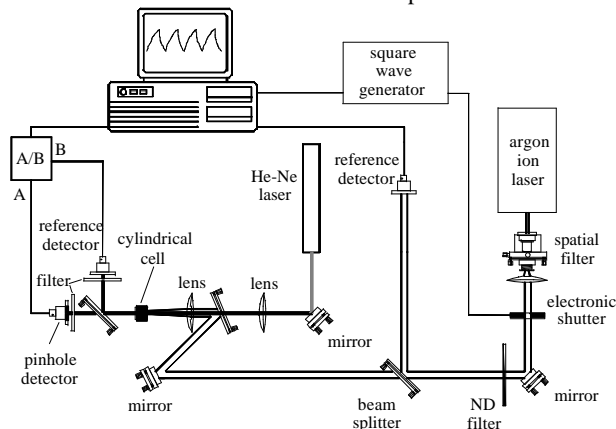 square
wave
generator
argon
ion
laser
A/B
B
A
He-Ne
laser
reference
detector
reference
detector
cylindrical
cell
spatial
filter
filter
lens
lens
electronic
shutter
pinhole
detector
mirror
mirror
beam
splitter
ND
filter
mirror